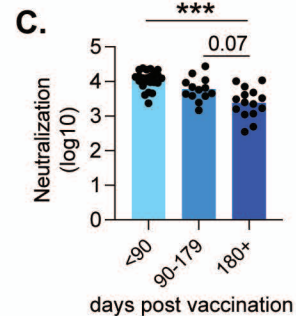 C.
***
0.07
5
4
3
2
1
0
Neutralization
(log10)
<90
90-179
180+
days post vaccination